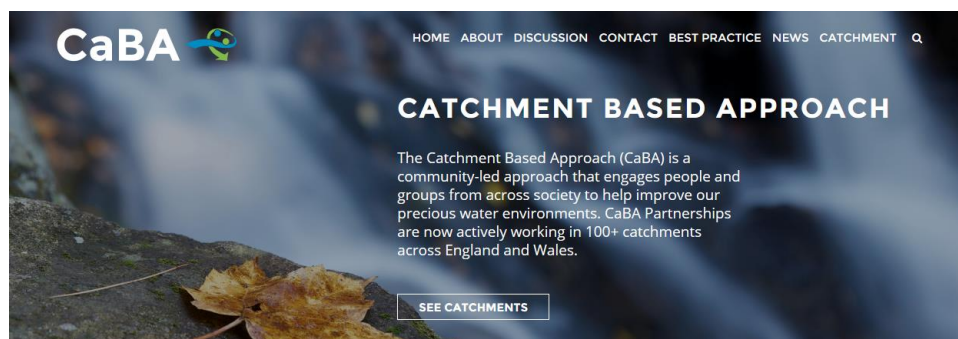 CaBA
HOME ABOUT DISCUSSION CONTACT BEST PRACTICE NEWS CATCHMENT
CATCHMENT BASED APPROACH
The Catchment Based Approach (CaBA) is a
community-led approach that engages people and
groups from across society to help improve our
precious water environments. CaBA Partnerships
are now actively working in 100+ catchments
across England and Wales.
SEE CATCHMENTS